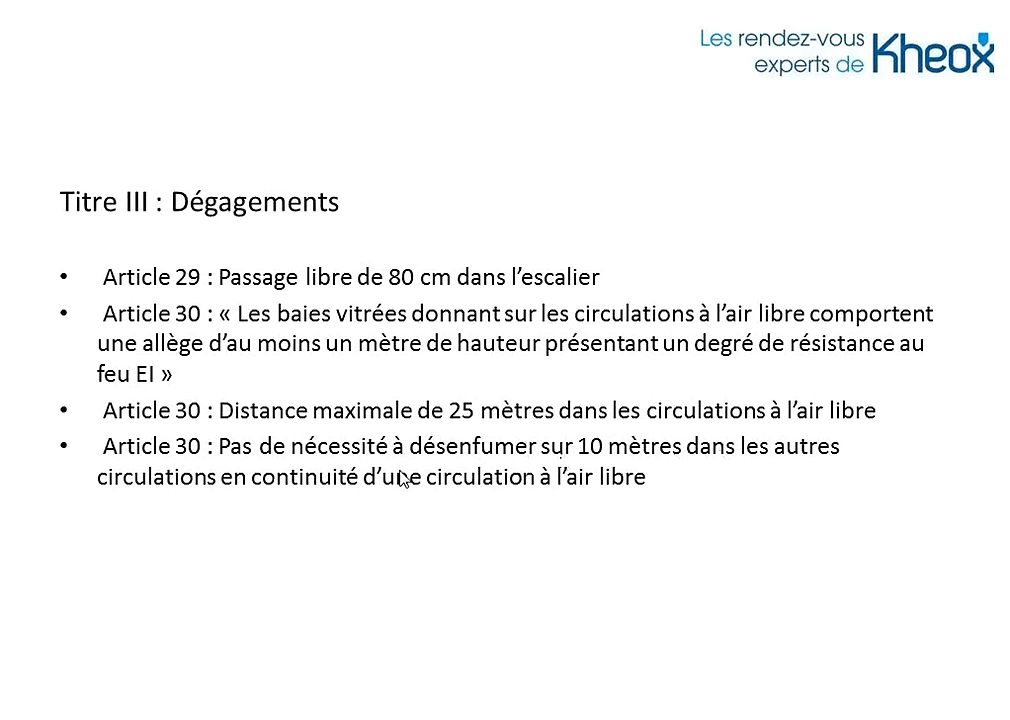 Les rendez-vous
experts de Kheox
Titre III : Dégagements
• Article 29 : Passage libre de 80 cm dans l’escalier
• Article 30 : « Les baies vitrées donnant sur les circulations à l’air libre comportent
une allège d’au moins un mètre de hauteur présentant un degré de résistance au
feu EI »
• Article 30 : Distance maximale de 25 mètres dans les circulations à l’air libre
• Article 30 : Pas de nécessité à désenfumer sur 10 mètres dans les autres
circulations en continuité d’une circulation à l’air libre